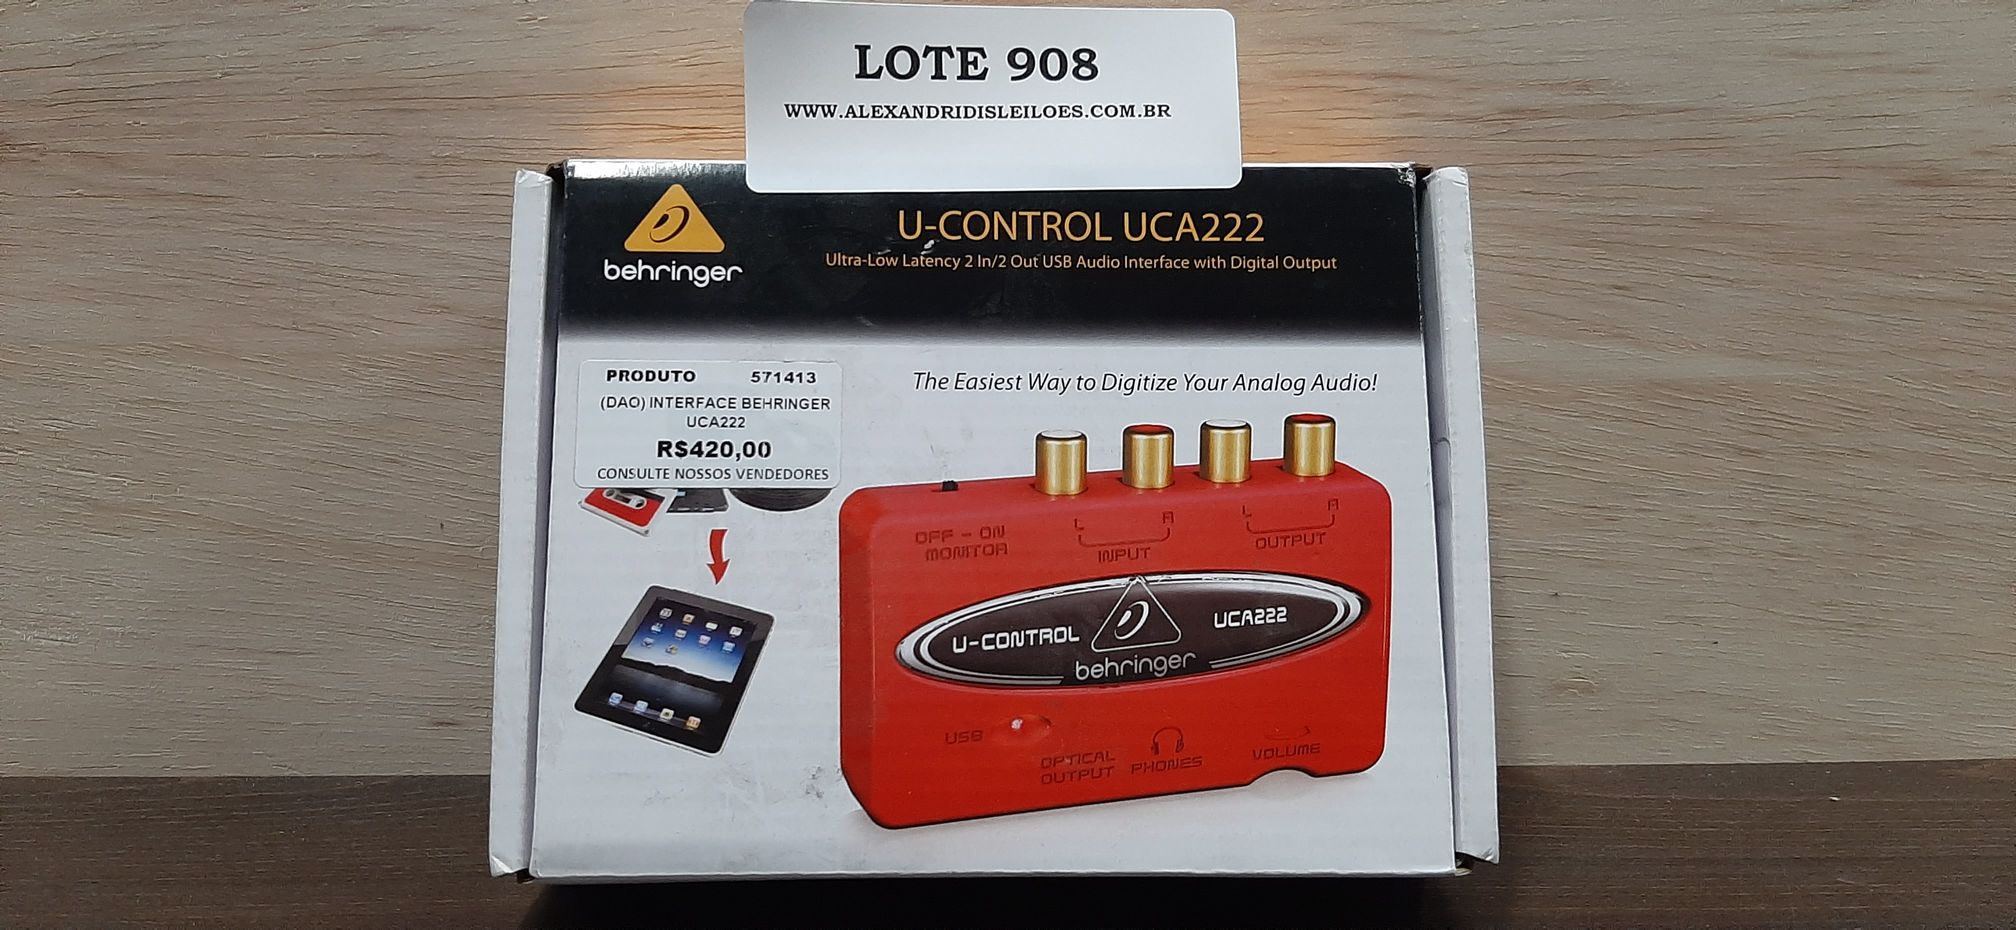 LOTE 908
WWW.ALEXANDRIDISLEILOES.COM.BR
behringer
U-CONTROL UCA222
Ultra-Low Latency 2 In/2 Out USB Audio Interface with Digital Output
PRODUTO 571413
(DAO) INTERFACE BEHRINGER
UCA222
R$420,00
CONSULTE NOSSOS VENDEDORES
The Easiest Way to Digitize Your Analog Audio!
OFF - ON
MONITOR
L R
INPUT
L R
OUTPUT
U-CONTROL
UCA222
behringer
USB
OPTICAL
OUTPUT
PHONES
VOLUME